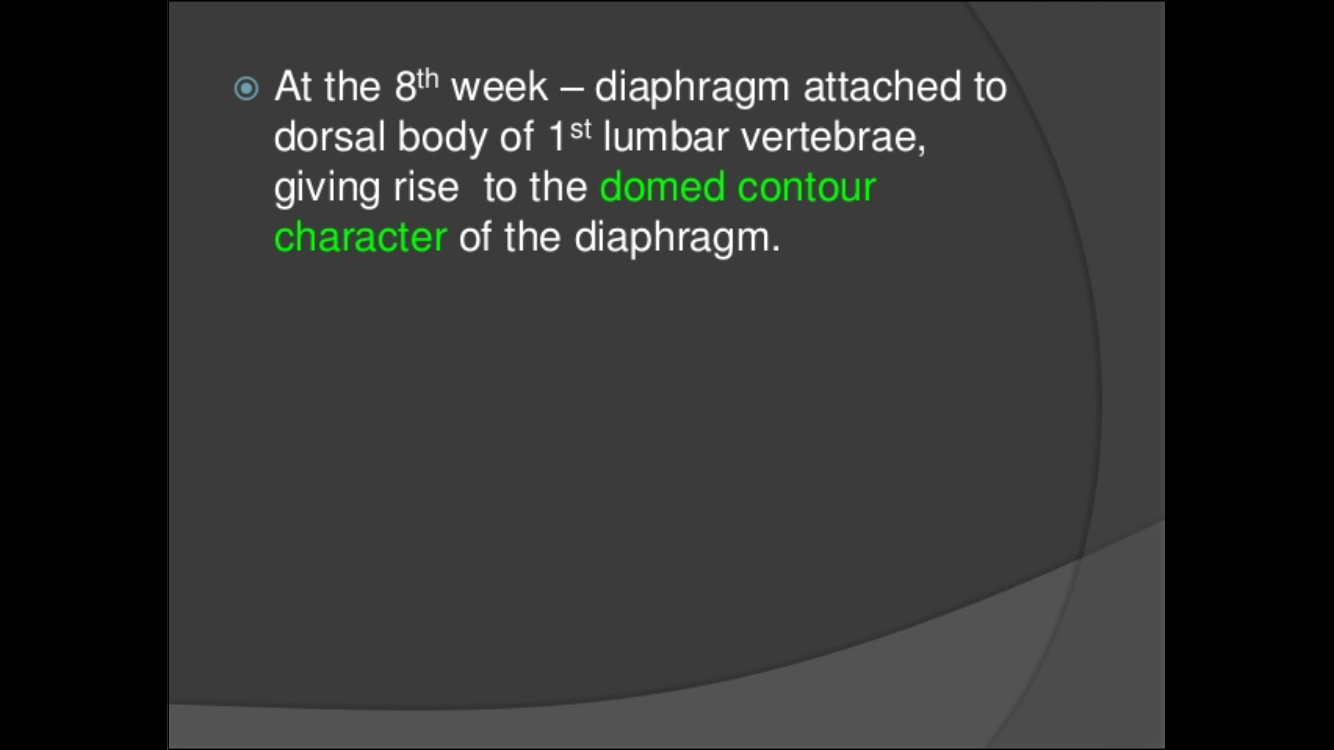 At the 8th week – diaphragm attached to
dorsal body of 1st lumbar vertebrae,
giving rise  to the domed contour
character of the diaphragm.